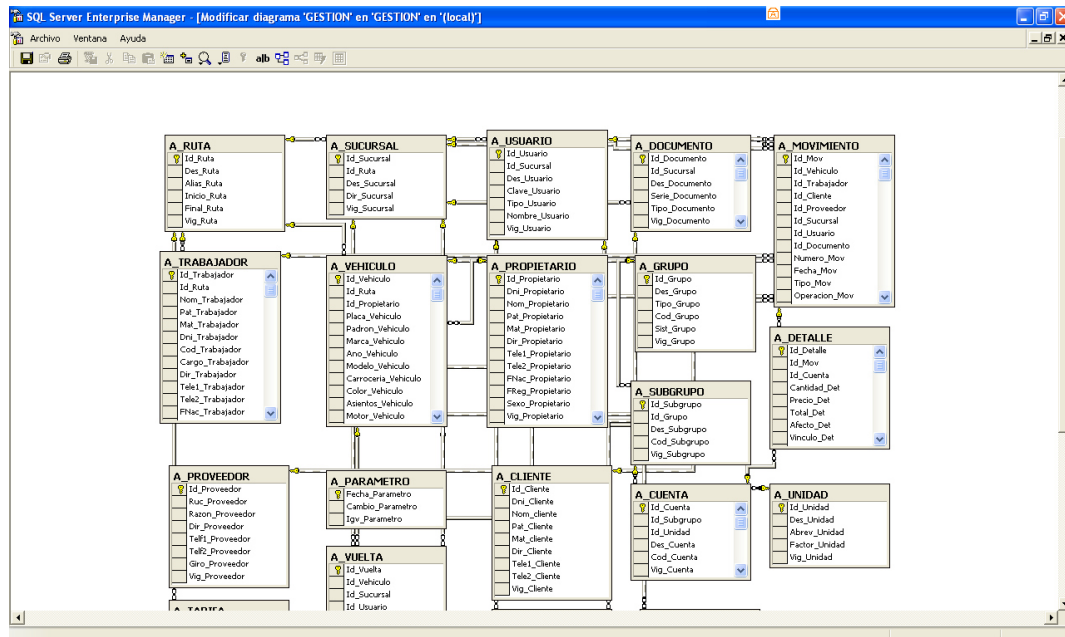 SQL Server Enterprise Manager - [Modificar diagrama 'GESTION' en 'GESTION' en '(local)']
Archivo Ventana Ayuda
A_RUTA
Id_Ruta
Des_Ruta
Alias_Ruta
Inicio_Ruta
Final_Ruta
Vig_Ruta
A_SUCURSAL
Id_Sucursal
Id_Ruta
Des_Sucursal
Dir_Sucursal
Vig_Sucursal
A_USUARIO
Id_Usuario
Id_Sucursal
Des_Usuario
Clave_Usuario
Tipo_Usuario
Nombre_Usuario
Vig_Usuario
A_DOCUMENTO
Id_Documento
Id_Sucursal
Des_Documento
Serie_Documento
Tipo_Documento
Vig_Documento
A_MOVIMIENTO
Id_Mov
Id_Vehiculo
Id_Trabajador
Id_Cliente
Id_Proveedor
Id_Sucursal
Id_Usuario
Id_Documento
Numero_Mov
Fecha_Mov
Tipo_Mov
Operacion_Mov
A_TRABAJADOR
Id_Trabajador
Id_Ruta
Nom_Trabajador
Pat_Trabajador
Mat_Trabajador
Dni_Trabajador
Cod_Trabajador
Cargo_Trabajador
Dir_Trabajador
Tele1_Trabajador
Tele2_Trabajador
FNac_Trabajador
A_VEHICULO
Id_Vehiculo
Id_Ruta
Id_Propietario
Placa_Vehiculo
Padron_Vehiculo
Marca_Vehiculo
Ano_Vehiculo
Modelo_Vehiculo
Carroceria_Vehiculo
Color_Vehiculo
Asientos_Vehiculo
Motor_Vehiculo
A_PROPIETARIO
Id_Propietario
Dni_Propietario
Nom_Propietario
Pat_Propietario
Mat_Propietario
Dir_Propietario
Tele1_Propietario
Tele2_Propietario
FNac_Propietario
FReg_Propietario
Sexo_Propietario
Vig_Propietario
A_GRUPO
Id_Grupo
Des_Grupo
Tipo_Grupo
Cod_Grupo
Sist_Grupo
Vig_Grupo
A_DETALLE
Id_Detalle
Id_Mov
Id_Cuenta
Cantidad_Det
Precio_Det
Total_Det
Afecto_Det
Vinculo_Det
A_SUBGRUPO
Id_Subgrupo
Id_Grupo
Des_Subgrupo
Cod_Subgrupo
Vig_Subgrupo
A_PROVEEDOR
Id_Proveedor
Ruc_Proveedor
Razon_Proveedor
Dir_Proveedor
Telf1_Proveedor
Telf2_Proveedor
Giro_Proveedor
Vig_Proveedor
A_PARAMETRO
Fecha_Parametro
Cambio_Parametro
Igv_Parametro
A_CLIENTE
Id_Cliente
Dni_Cliente
Nom_cliente
Pat_Cliente
Mat_cliente
Dir_Cliente
Tele1_Cliente
Tele2_Cliente
Vig_Cliente
A_CUENTA
Id_Cuenta
Id_Subgrupo
Id_Unidad
Des_Cuenta
Cod_Cuenta
Vig_Cuenta
A_UNIDAD
Id_Unidad
Des_Unidad
Abrev_Unidad
Factor_Unidad
Vig_Unidad
A_VUELTA
Id_Vuelta
Id_Vehiculo
Id_Sucursal
Id_Usuario
A_TARIFA